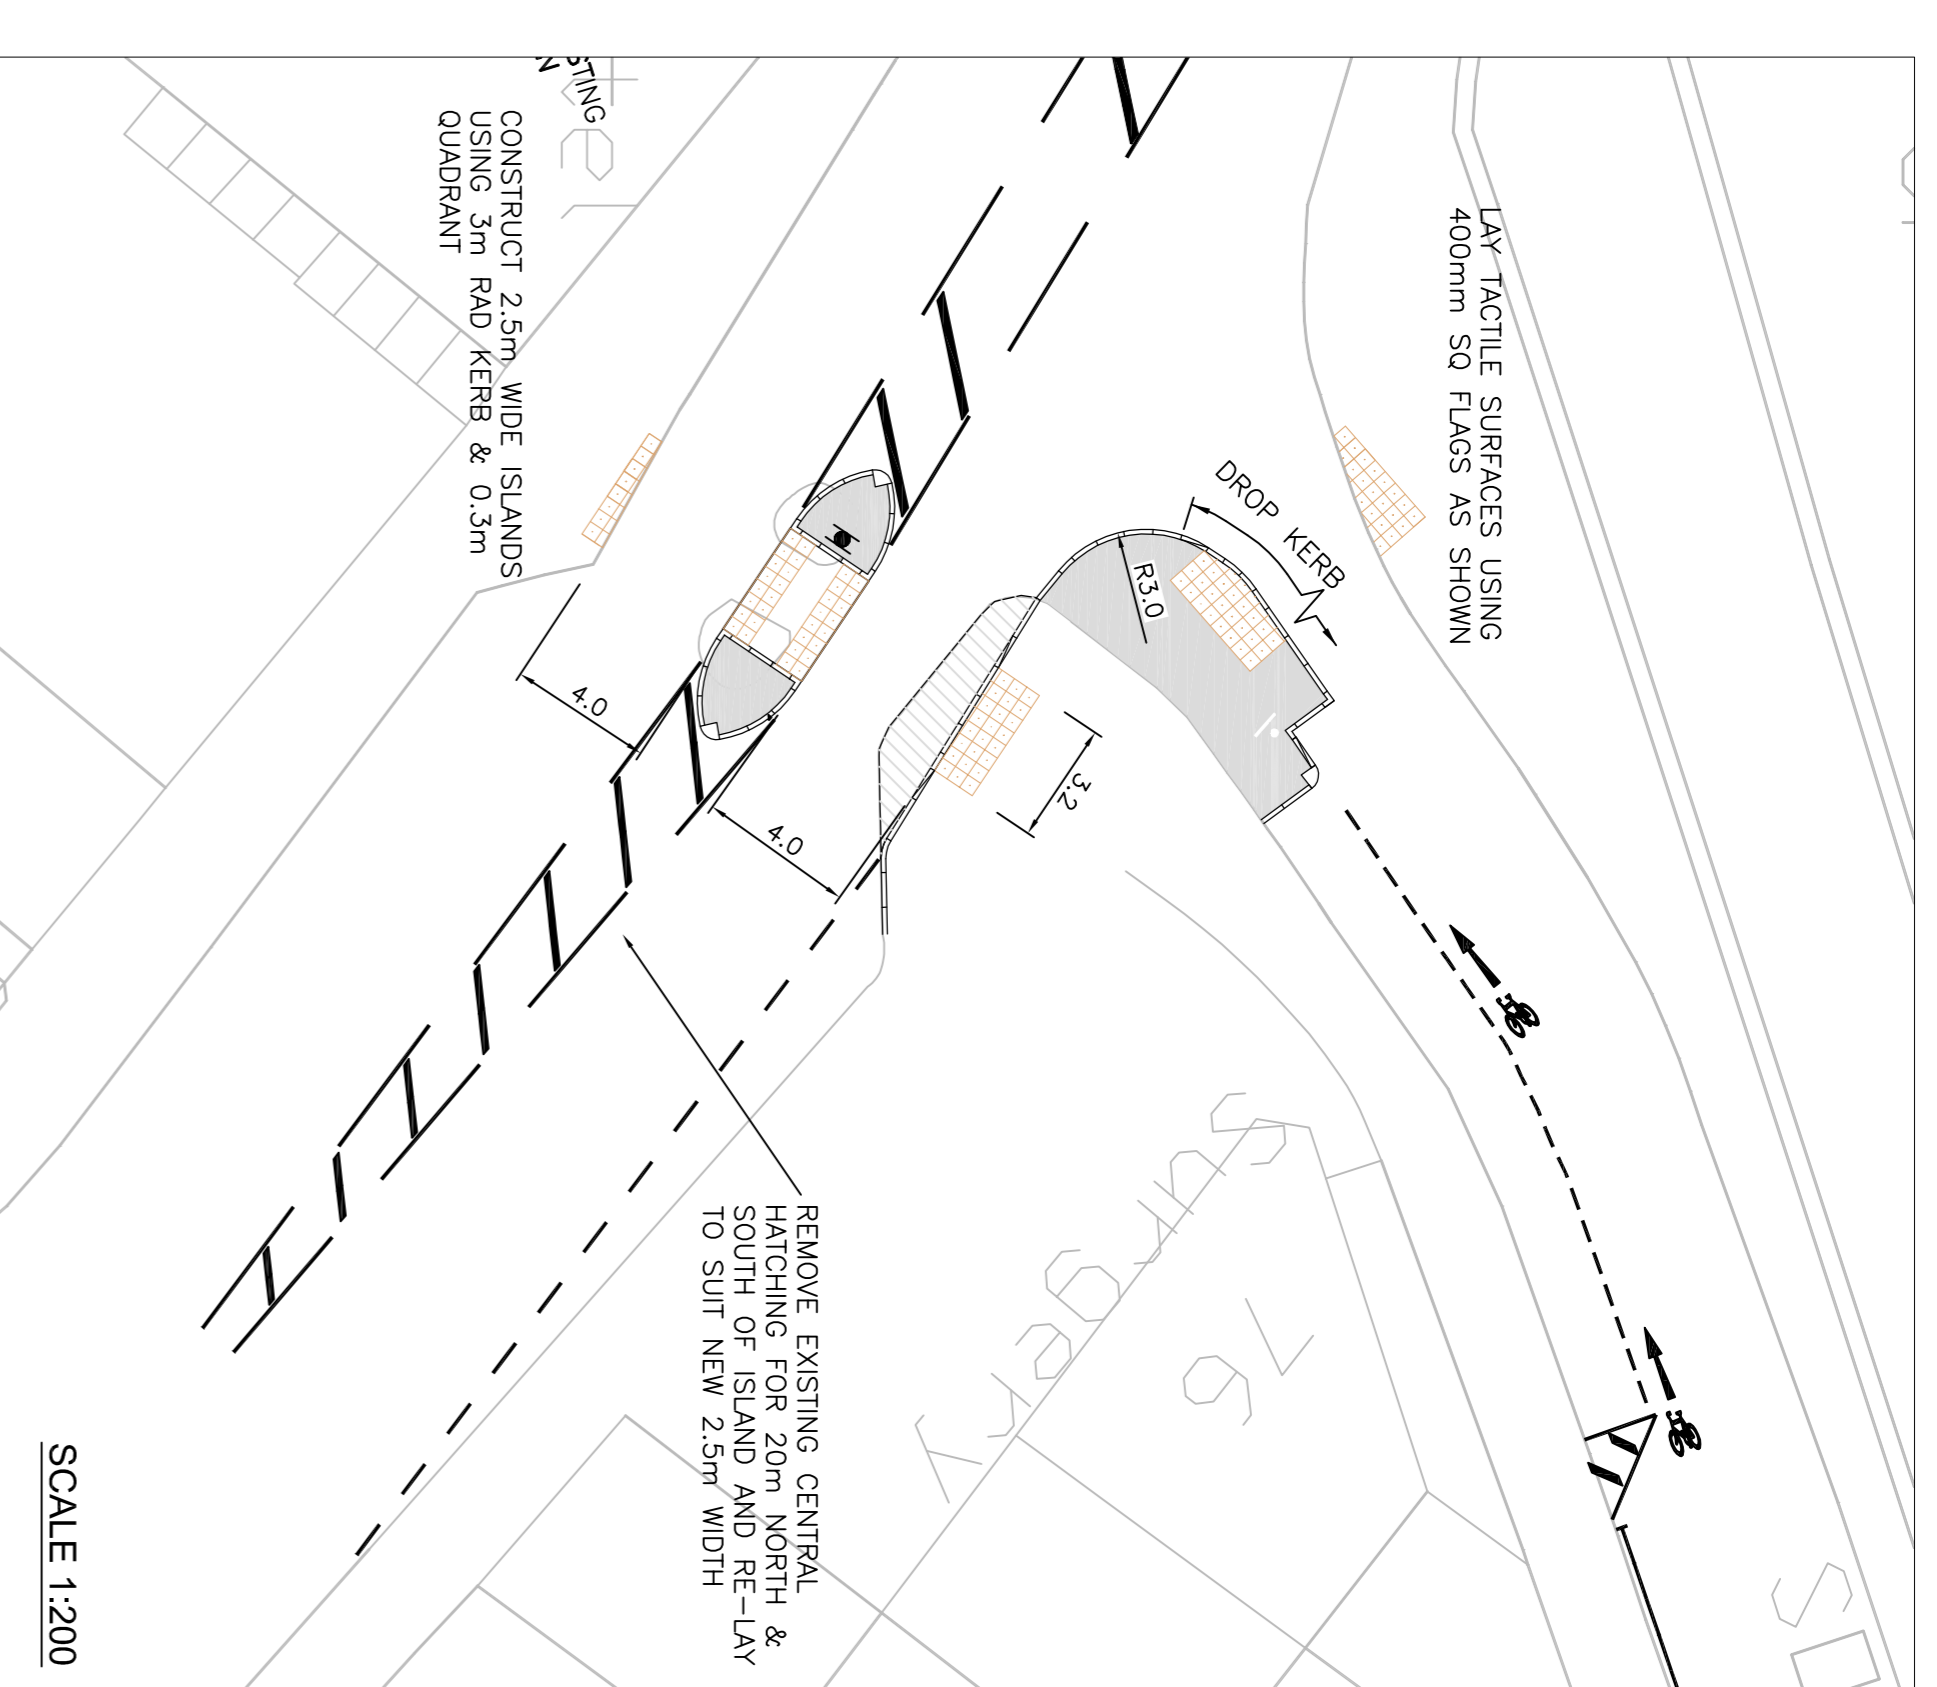 STING
CONSTRUCT 2.5m WIDE ISLANDS
USING 3m RAD KERB & 0.3m
QUADRANT
LAY TACTILE SURFACES USING
400mm SQ FLAGS AS SHOWN
DROP KERB
R3.0
3.2
4.0
4.0
REMOVE EXISTING CENTRAL
HATCHING FOR 20m NORTH &
SOUTH OF ISLAND AND RE-LAY
TO SUIT NEW 2.5m WIDTH
Surgery
SCALE 1:200